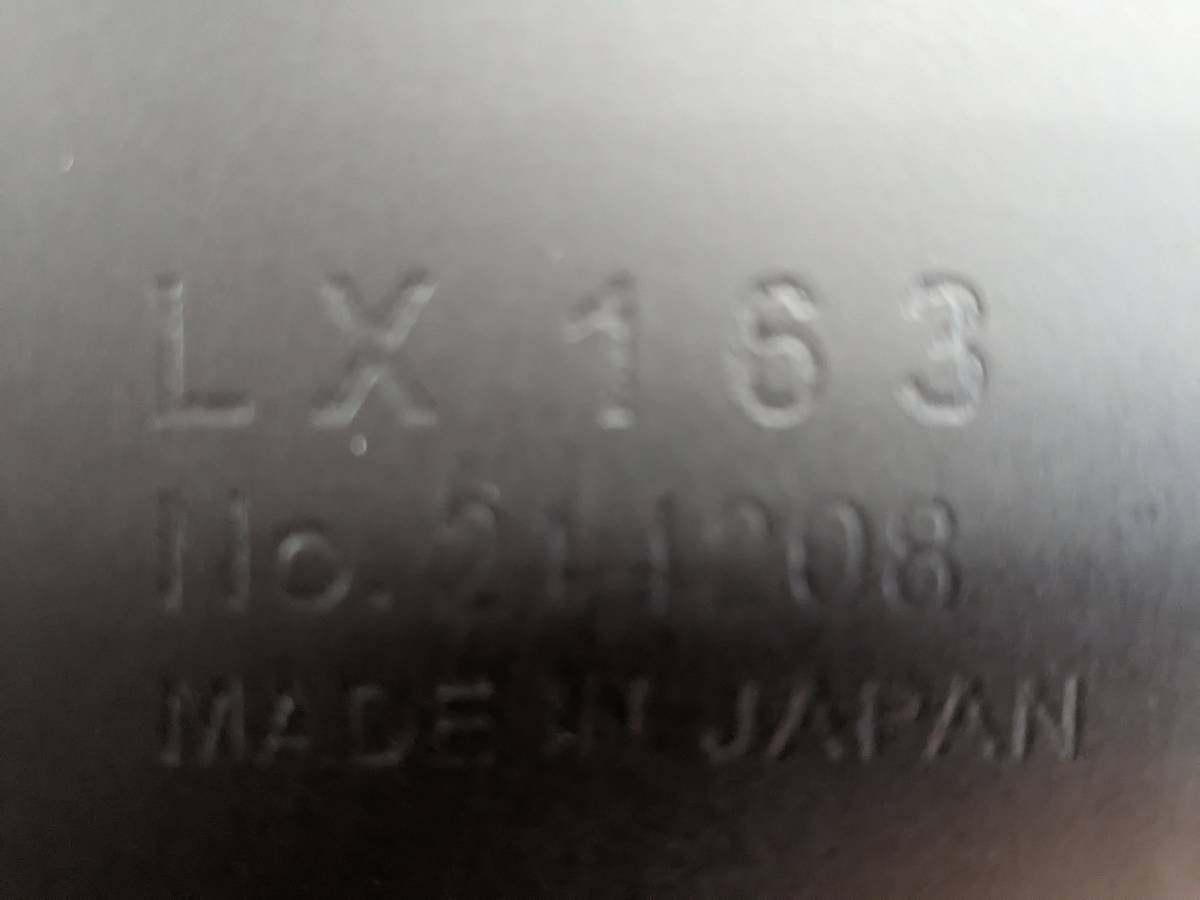 LX 163
No.
MADE IN JAPAN